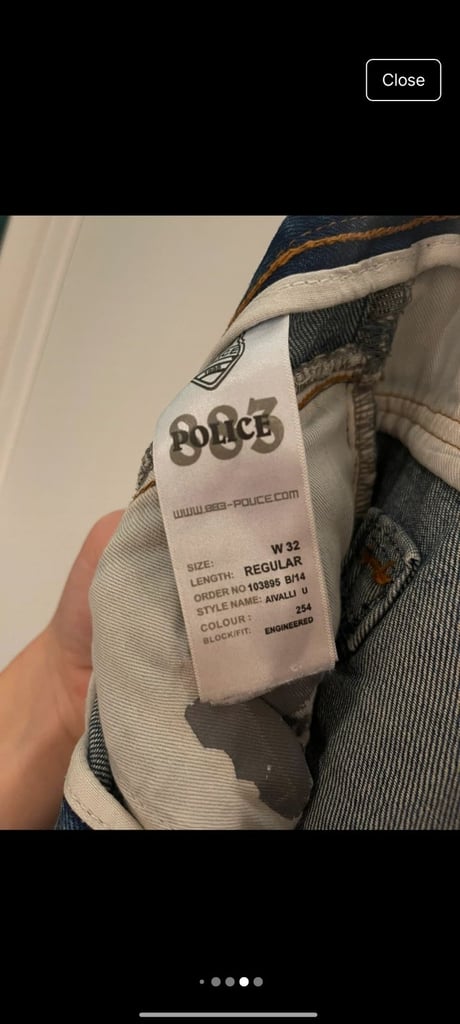 Close
883
POLICE
WWW.883-POLICE.COM
SIZE: W 32
LENGTH: REGULAR
ORDER NO 103895 B/14
STYLE NAME: AIVALLI U
COLOUR : 254
BLOCK/FIT: ENGINEERED